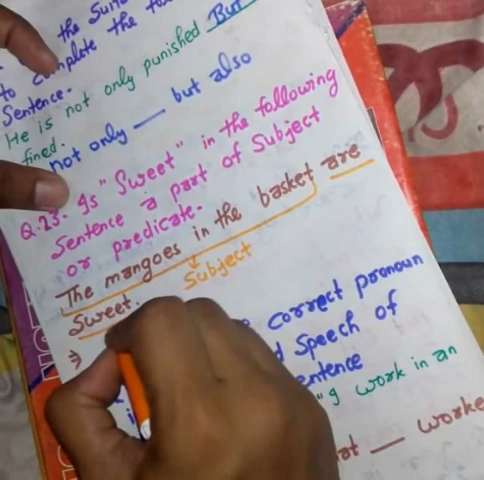 the
to complete the
Sentence.
He is not only punished But
fined.
not only — but also
Q.23. Is "Sweet" in the following
Sentence a part of Subject
or predicate.
The mangoes in the basket are
Subject
Sweet.
correct pronoun
Speech of
entence
" I work in an
at — worke